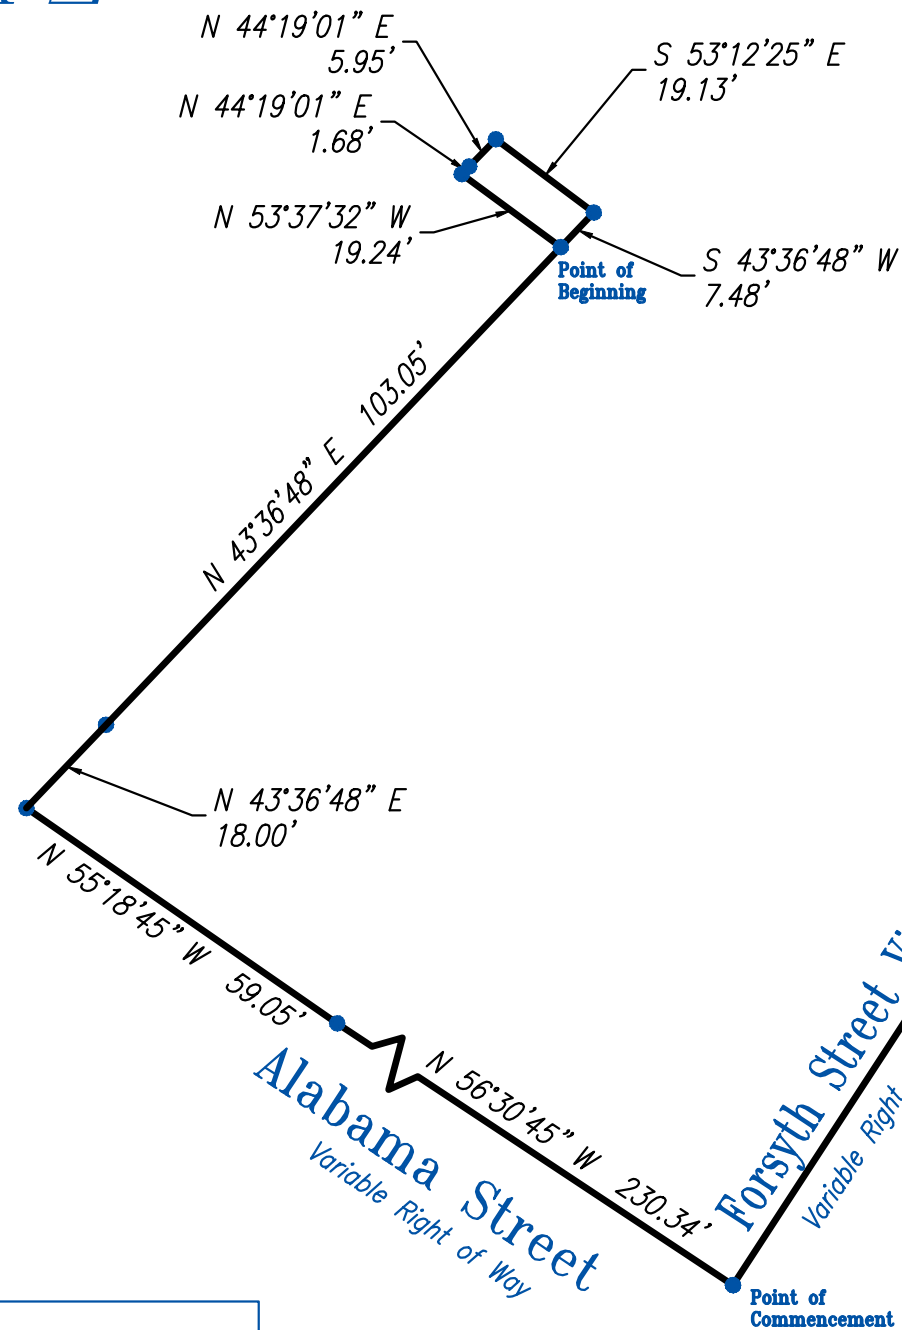 N 44°19'01" E
5.95'
S 53°12'25" E
19.13'
N 44°19'01" E
1.68'
N 53°37'32" W
19.24'
S 43°36'48" W
7.48'
Point of
Beginning
N 43°36'48" E 103.05'
N 43°36'48" E
18.00'
N 55°18'45" W 59.05'
N 56°30'45" W 230.34'
Alabama Street
Variable Right of Way
Forsyth Street
Variable Right
Point of
Commencement